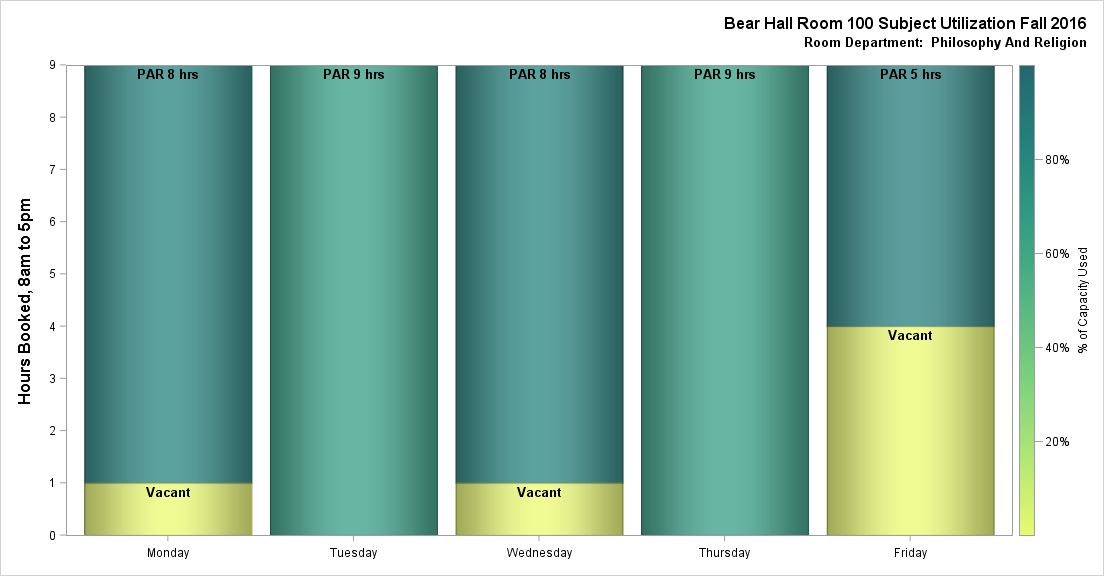 Bear Hall Room 100 Subject Utilization Fall 2016
Room Department:  Philosophy And Religion
Hours Booked, 8am to 5pm
9
8
7
6
5
4
3
2
1
0
PAR 8 hrs
PAR 9 hrs
PAR 8 hrs
PAR 9 hrs
PAR 5 hrs
Vacant
Vacant
Vacant
Monday
Tuesday
Wednesday
Thursday
Friday
80%
60%
40%
20%
% of Capacity Used